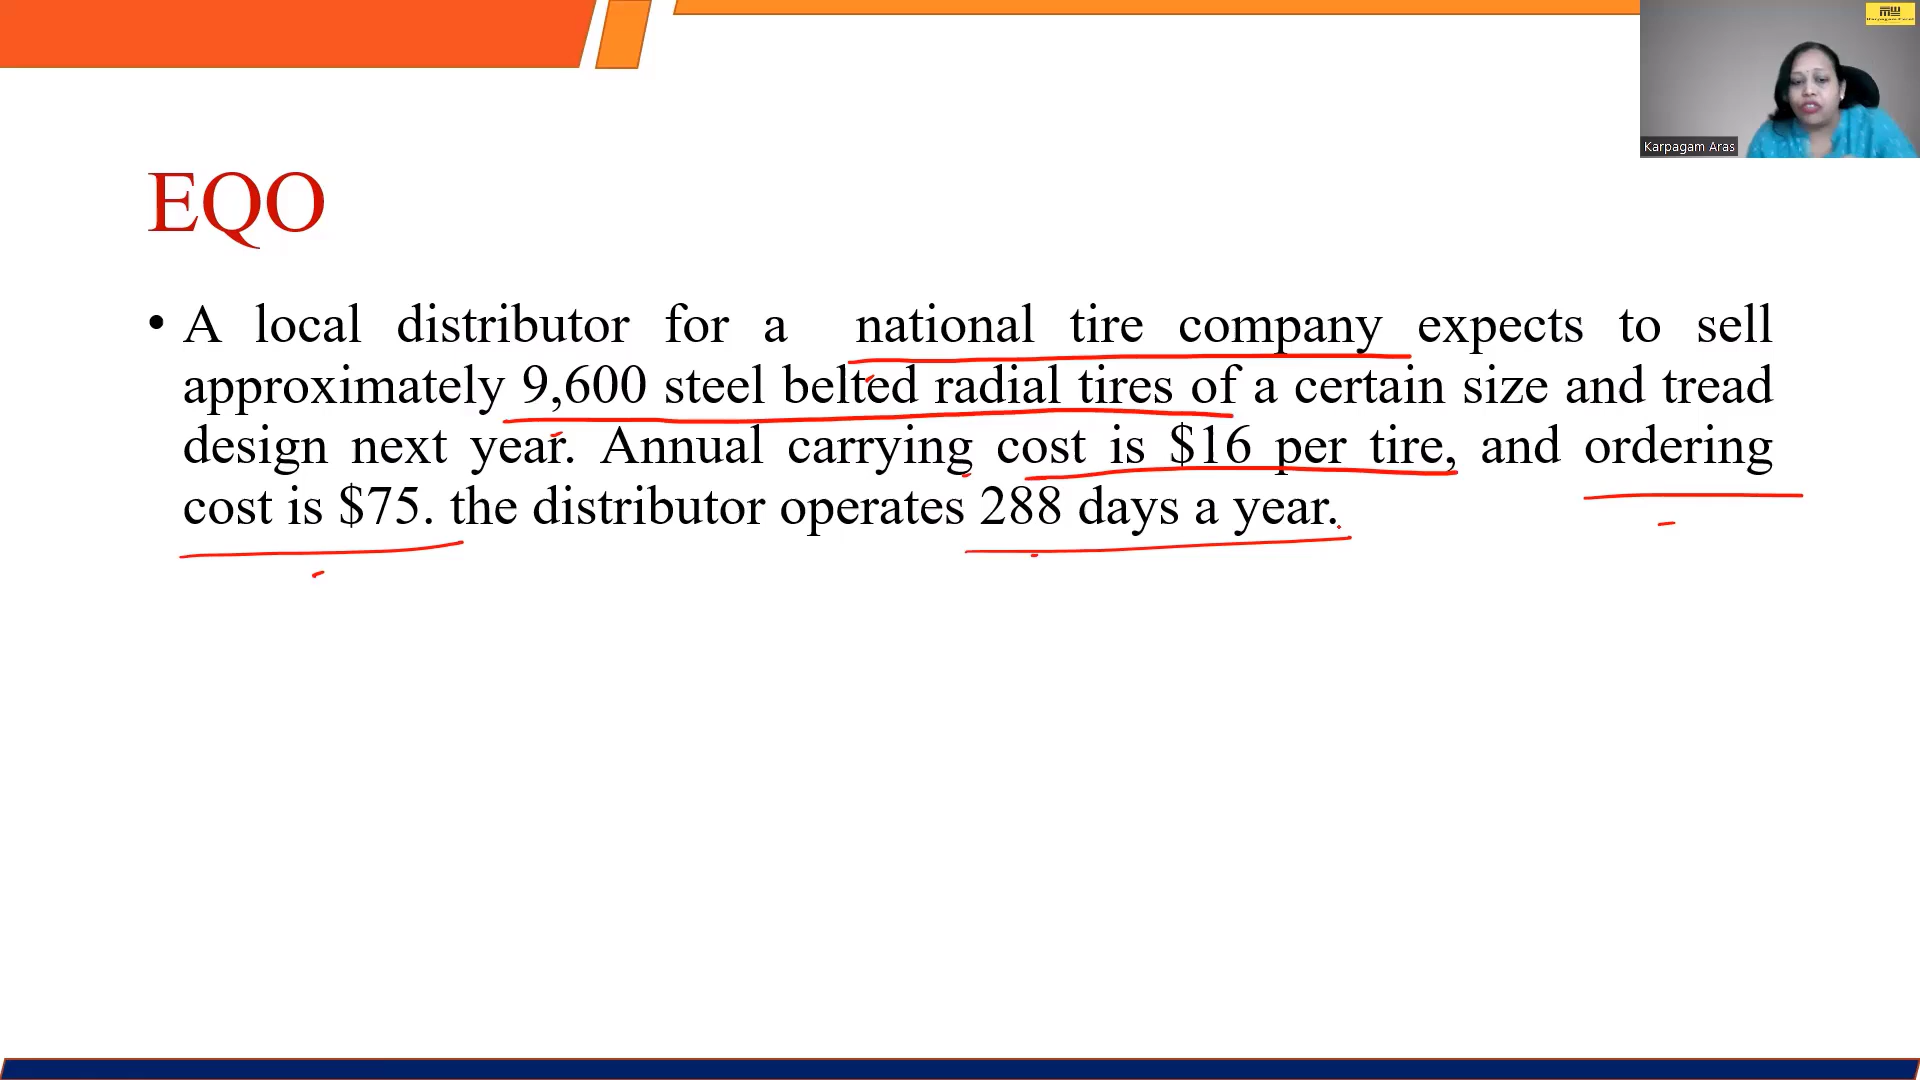 Karpagam Aras
EQO
• A local distributor for a national tire company expects to sell
approximately 9,600 steel belted radial tires of a certain size and tread
design next year. Annual carrying cost is $16 per tire, and ordering
cost is $75. the distributor operates 288 days a year.